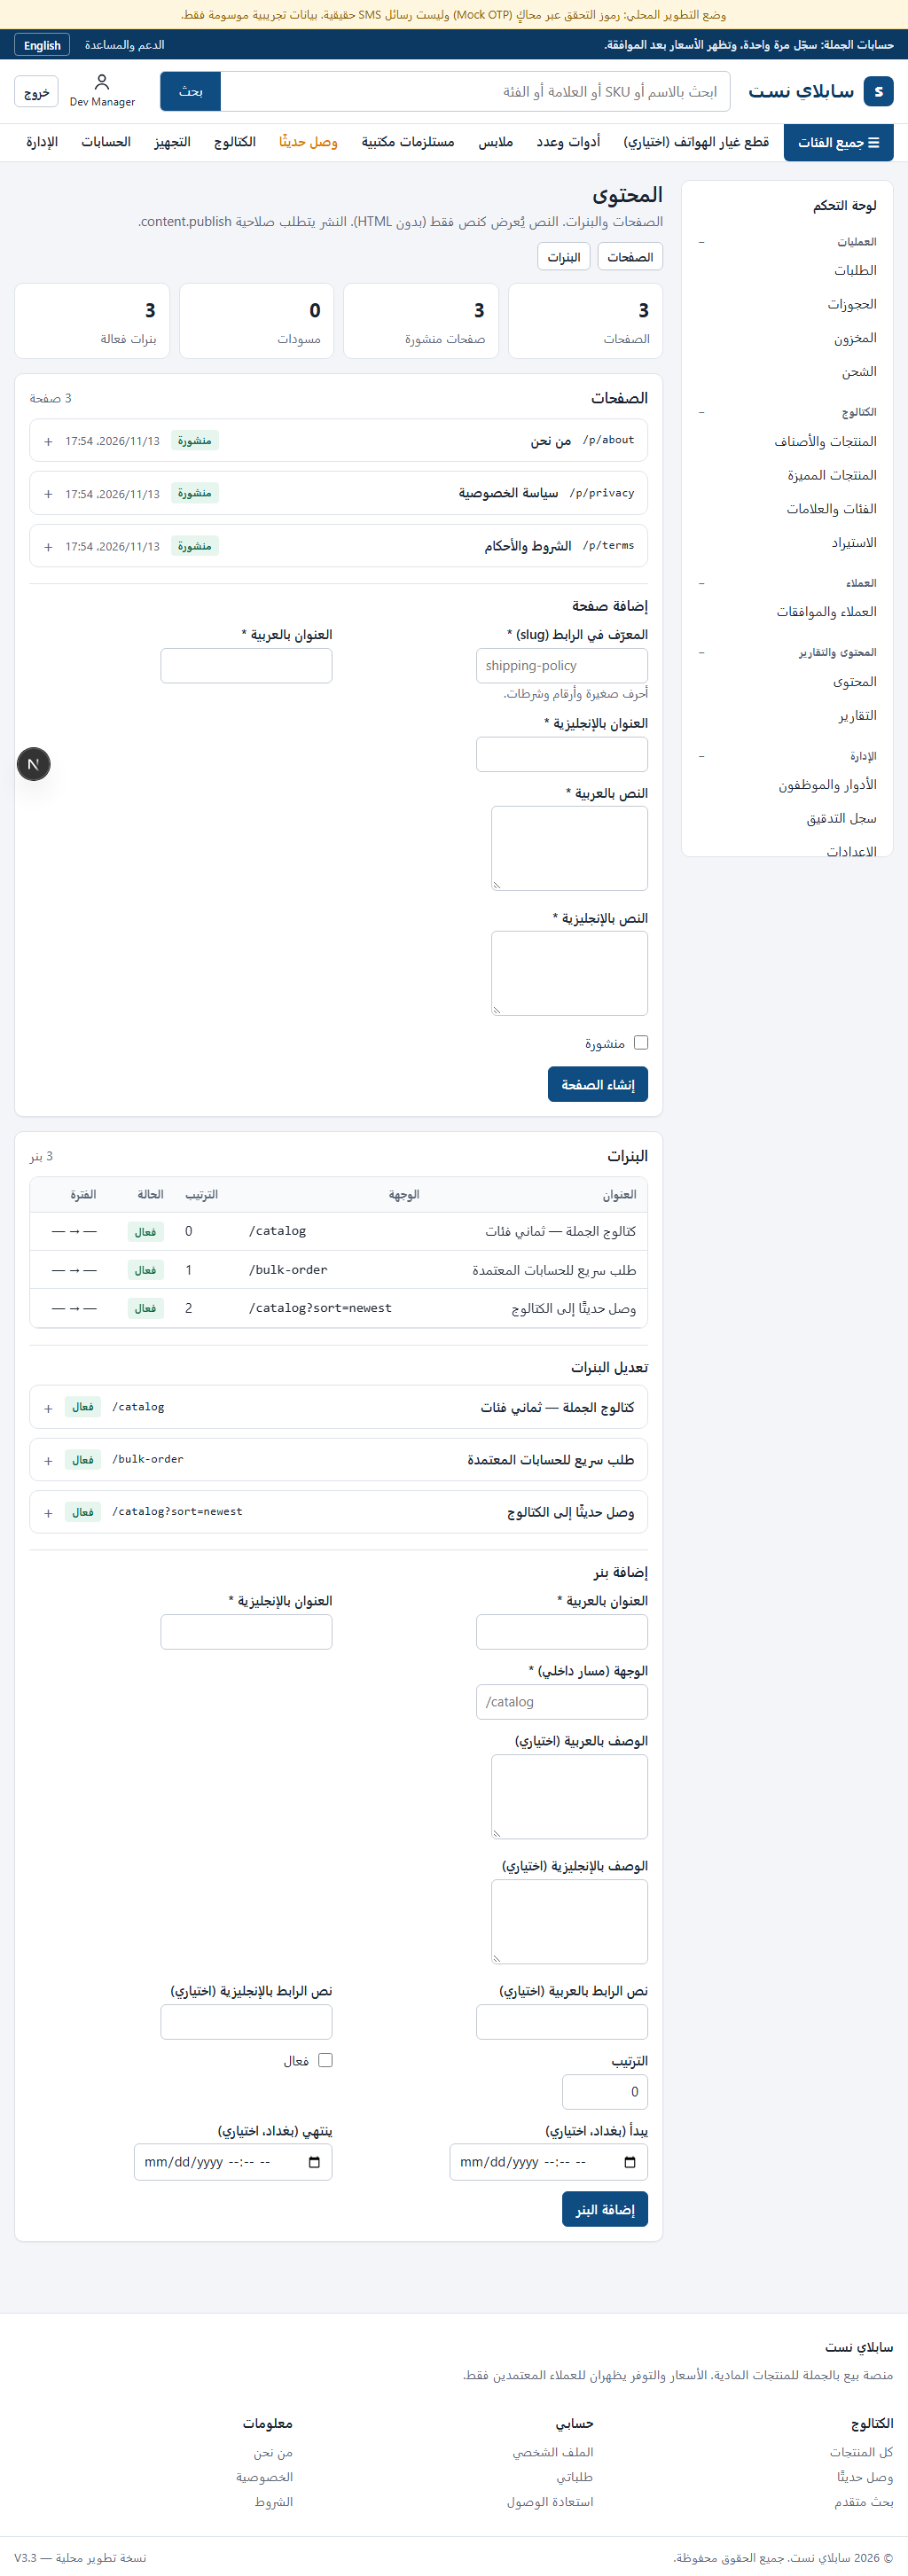 وضع التطوير المحلي: رموز التحقق عبر محاكٍ (Mock OTP) وليست رسائل SMS حقيقية. بيانات تجريبية موسومة فقط.
حسابات الجملة: سجّل مرة واحدة، وتظهر الأسعار بعد الموافقة.
الدعم والمساعدة
English
S سابلاي نست
ابحث بالاسم أو SKU أو العلامة أو الفئة
بحث
Dev Manager
خروج
☰ جميع الفئات
قطع غيار الهواتف (اختياري)
أدوات وعدد
ملابس
مستلزمات مكتبية
وصل حديثًا
الكتالوج
التجهيز
الحسابات
الإدارة
لوحة التحكم
العمليات –
الطلبات
الحجوزات
المخزون
الشحن
الكتالوج –
المنتجات والأصناف
المنتجات المميزة
الفئات والعلامات
الاستيراد
العملاء –
العملاء والموافقات
المحتوى والتقارير –
المحتوى
التقارير
الإدارة –
الأدوار والموظفون
سجل التدقيق
الإعدادات
المحتوى
الصفحات والبنرات. النص يُعرض كنص فقط (بدون HTML). النشر يتطلب صلاحية content.publish.
الصفحات
البنرات
3
الصفحات
3
صفحات منشورة
0
مسودات
3
بنرات فعالة
الصفحات
3 صفحة
/p/about من نحن منشورة 2026/11/13، 17:54 +
/p/privacy سياسة الخصوصية منشورة 2026/11/13، 17:54 +
/p/terms الشروط والأحكام منشورة 2026/11/13، 17:54 +
إضافة صفحة
المعرّف في الرابط (slug) *
shipping-policy
أحرف صغيرة وأرقام وشرطات.
العنوان بالعربية *
العنوان بالإنجليزية *
النص بالعربية *
النص بالإنجليزية *
منشورة
إنشاء الصفحة
N
البنرات
3 بنر
العنوان الوجهة الترتيب الحالة الفترة
كتالوج الجملة — ثماني فئات /catalog 0 فعال — → —
طلب سريع للحسابات المعتمدة /bulk-order 1 فعال — → —
وصل حديثًا إلى الكتالوج /catalog?sort=newest 2 فعال — → —
تعديل البنرات
كتالوج الجملة — ثماني فئات /catalog فعال +
طلب سريع للحسابات المعتمدة /bulk-order فعال +
وصل حديثًا إلى الكتالوج /catalog?sort=newest فعال +
إضافة بنر
العنوان بالعربية *
العنوان بالإنجليزية *
الوجهة (مسار داخلي) *
/catalog
الوصف بالعربية (اختياري)
الوصف بالإنجليزية (اختياري)
نص الرابط بالعربية (اختياري)
نص الرابط بالإنجليزية (اختياري)
الترتيب
0
فعال
يبدأ (بغداد، اختياري)
mm/dd/yyyy --:-- --
ينتهي (بغداد، اختياري)
mm/dd/yyyy --:-- --
إضافة البنر
سابلاي نست
منصة بيع بالجملة للمنتجات المادية. الأسعار والتوفر يظهران للعملاء المعتمدين فقط.
الكتالوج
كل المنتجات
وصل حديثًا
بحث متقدم
حسابي
الملف الشخصي
طلباتي
استعادة الوصول
معلومات
من نحن
الخصوصية
الشروط
© 2026 سابلاي نست. جميع الحقوق محفوظة.
نسخة تطوير محلية — V3.3